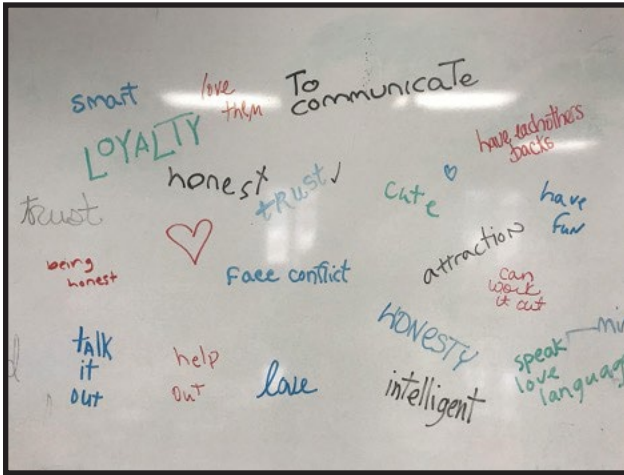 smart
love
them
To
communicate
LOYALTY
have eachothers
backs
honest
trust ✓
cute
have
fun
trust
attraction
being
honest
face conflict
can
work
it out
HONESTY
talk
it
out
help
out
love
intelligent
speak
love
language